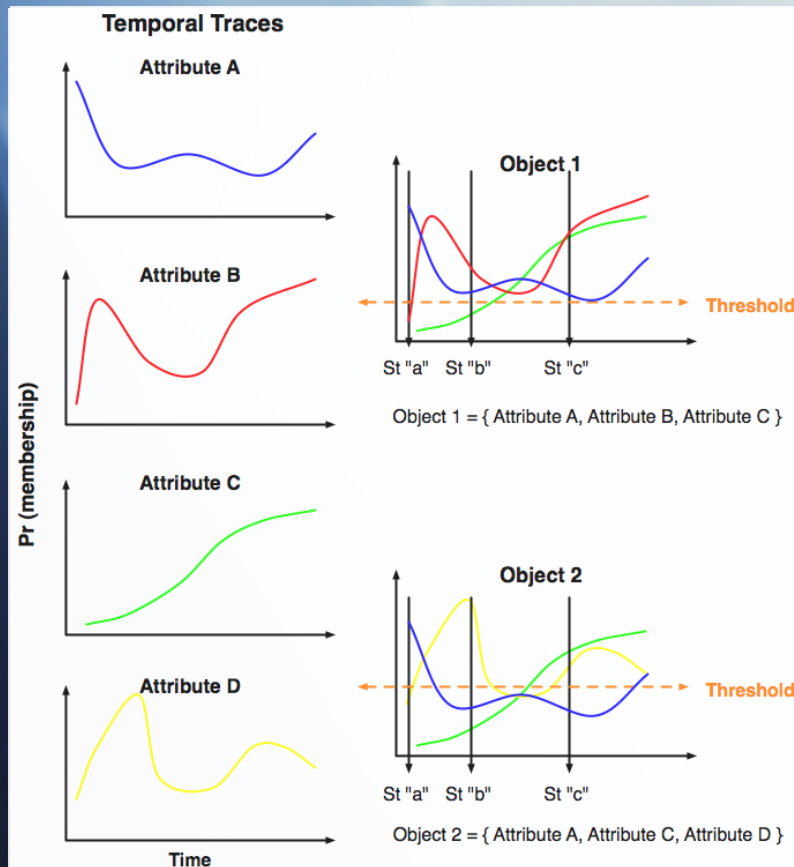 Temporal Traces
Attribute A
Attribute B
Attribute C
Attribute D
Pr (membership)
Time
Object 1
Threshold
St "a" St "b" St "c"
Object 1 = { Attribute A, Attribute B, Attribute C }
Object 2
Threshold
St "a" St "b" St "c"
Object 2 = { Attribute A, Attribute C, Attribute D }